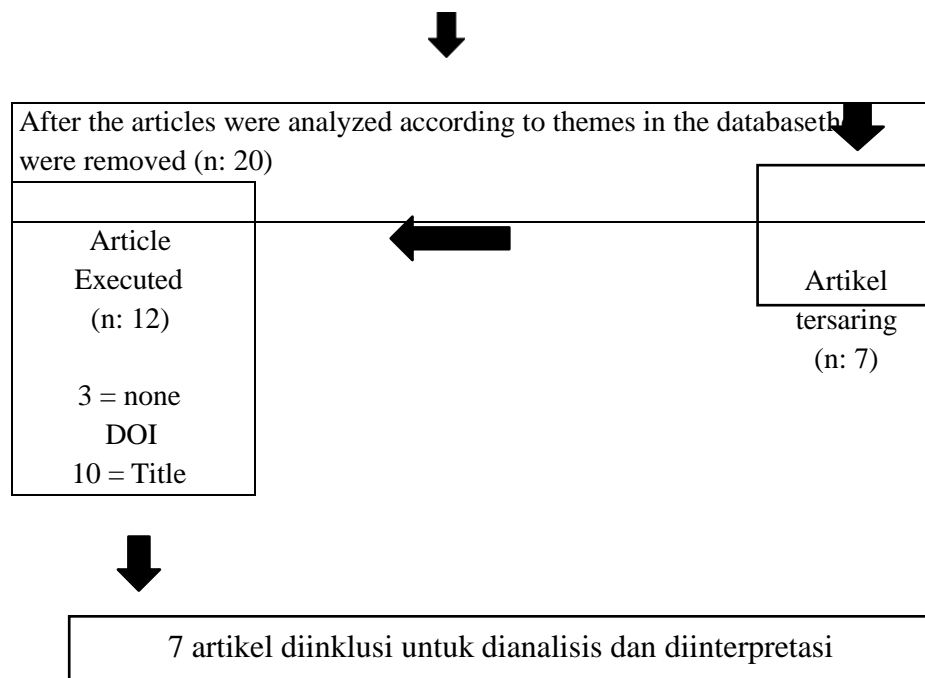 After the articles were analyzed according to themes in the
were removed (n: 20)
Article
Executed
(n: 12)
3 = none
DOI
10 = Title
Artikel
tersaring
(n: 7)
7 artikel diinklusi untuk dianalisis dan diinterpretasi